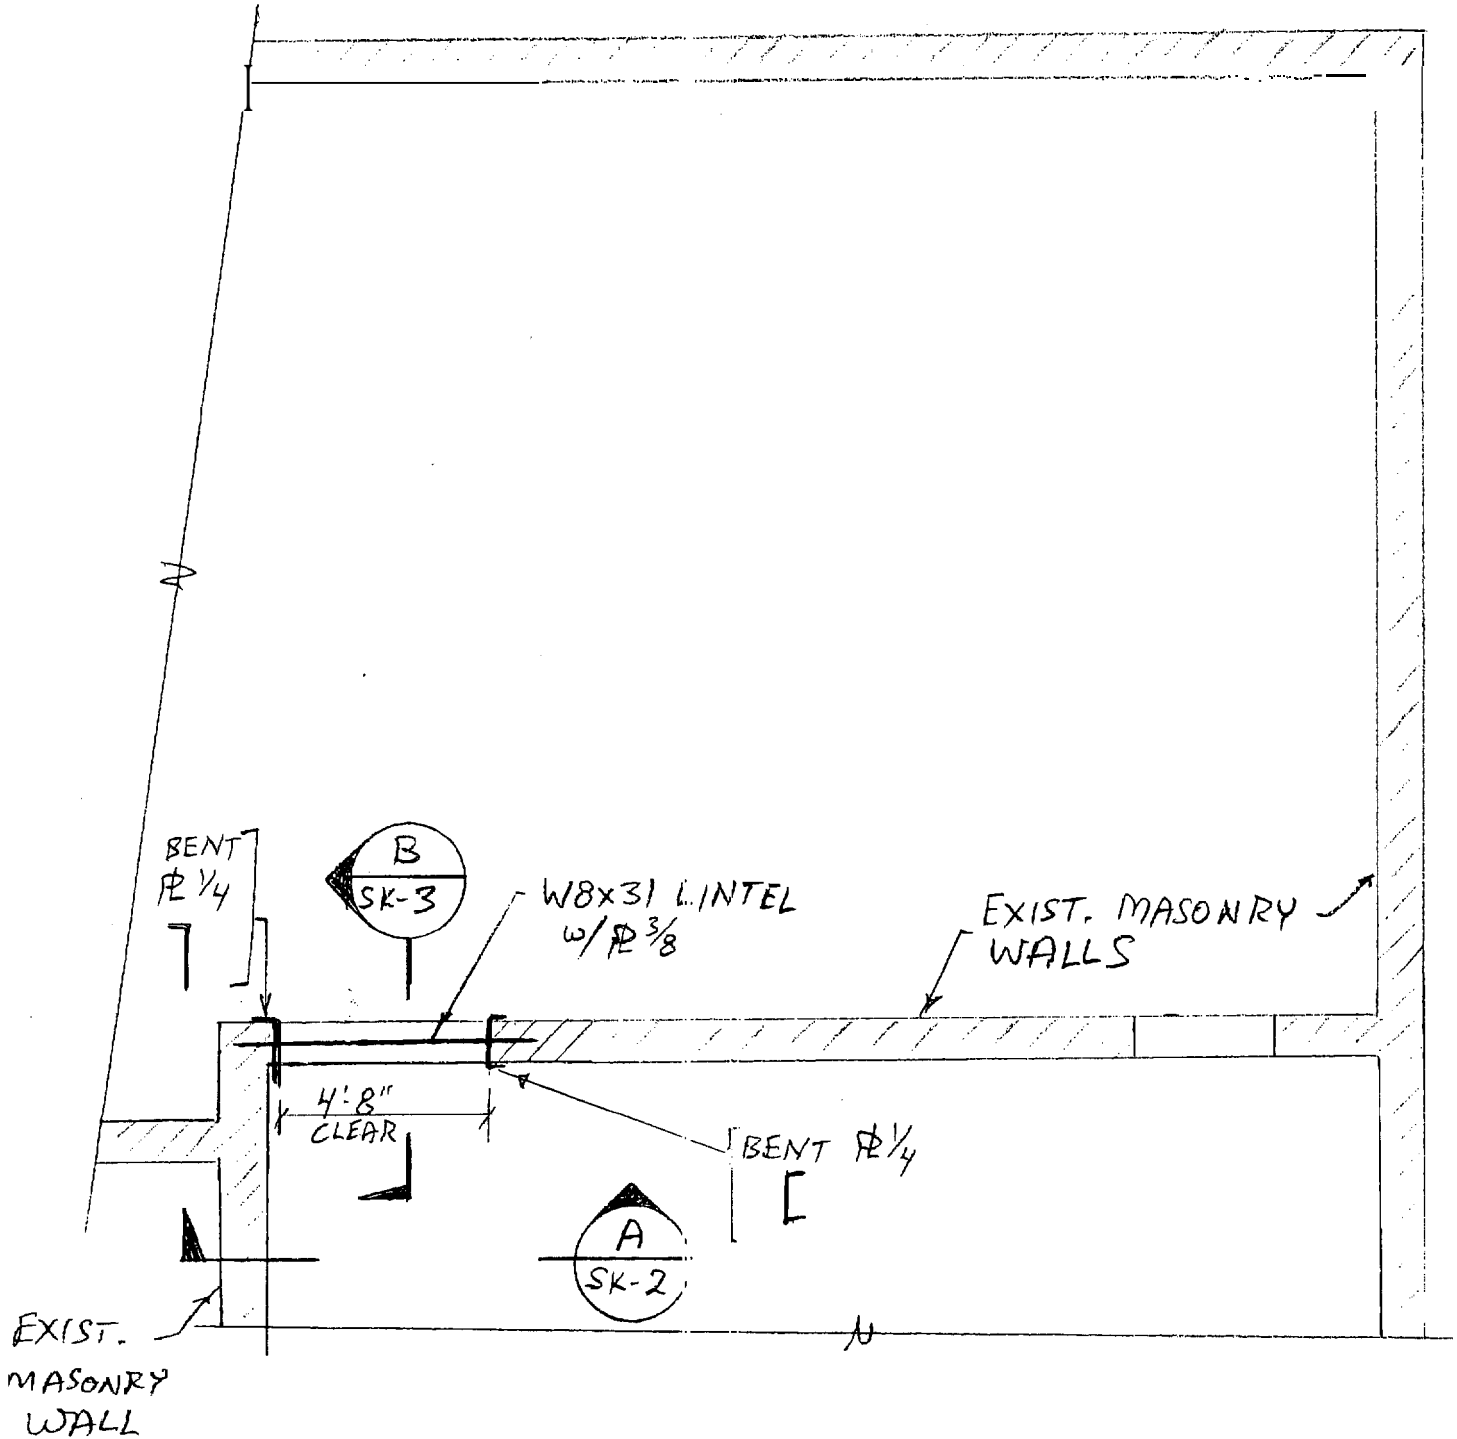 BENT
PL 1/4
B
SK-3
W8x31 LINTEL
w/ PL 3/8
EXIST. MASONRY
WALLS
4'-8"
CLEAR
BENT PL 1/4
A
SK-2
EXIST.
MASONRY
WALL